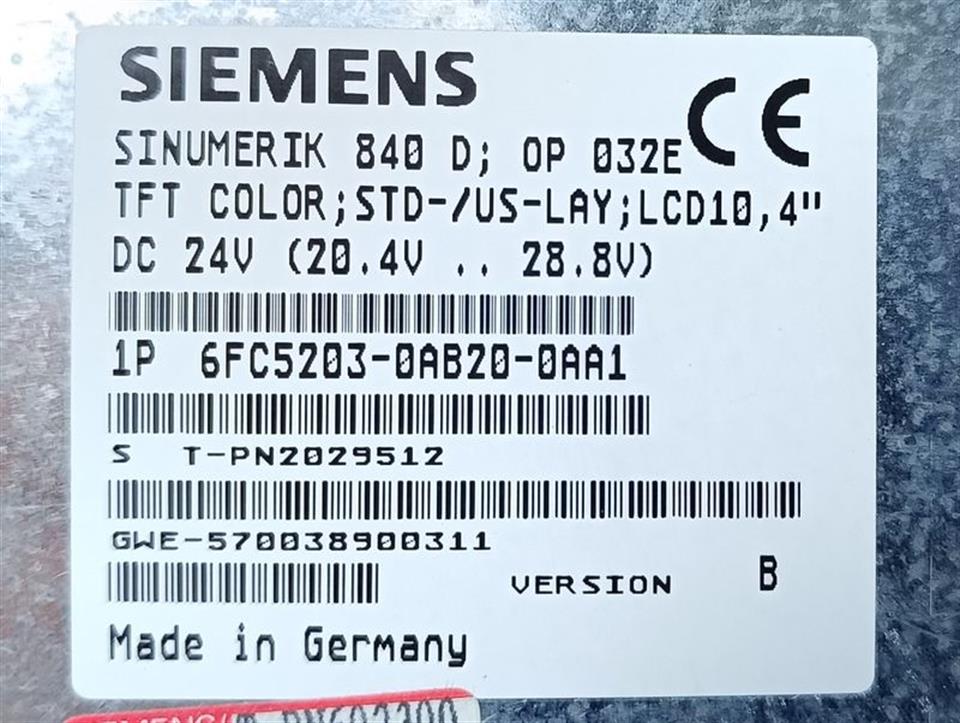 SIEMENS
CE
SINUMERIK 840 D; OP 032E
TFT COLOR;STD-/US-LAY;LCD10,4"
DC 24V (20.4V .. 28.8V)
1P 6FC5203-0AB20-0AA1
S T-PN2029512
GWE-570038900311
VERSION B
Made in Germany